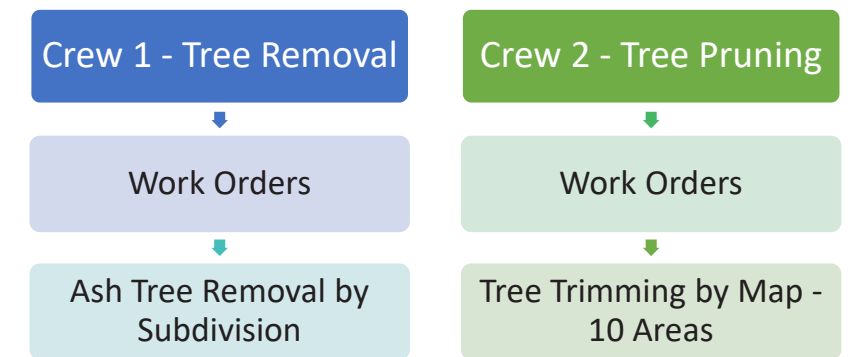 Crew 1 - Tree Removal
Work Orders
Ash Tree Removal by
Subdivision
Crew 2 - Tree Pruning
Work Orders
Tree Trimming by Map -
10 Areas